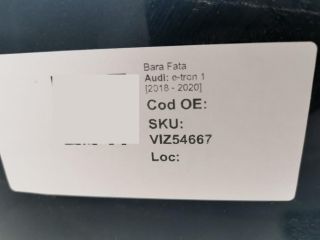 Bara Fata
Audi: e-tron 1
[2018 - 2020]
Cod OE:
SKU:
VIZ54667
Loc: